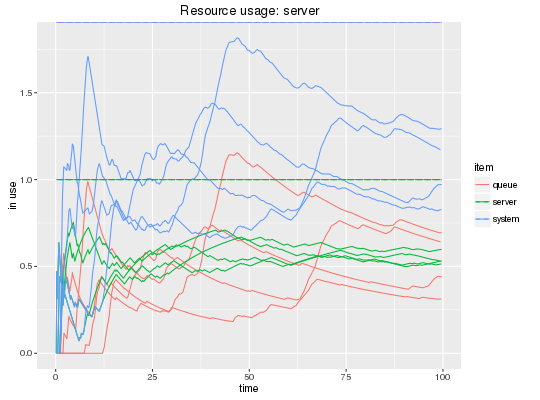 Resource usage: server
in use
1.5
1.0
0.5
0.0
0
25
50
75
100
time
item
queue
server
system